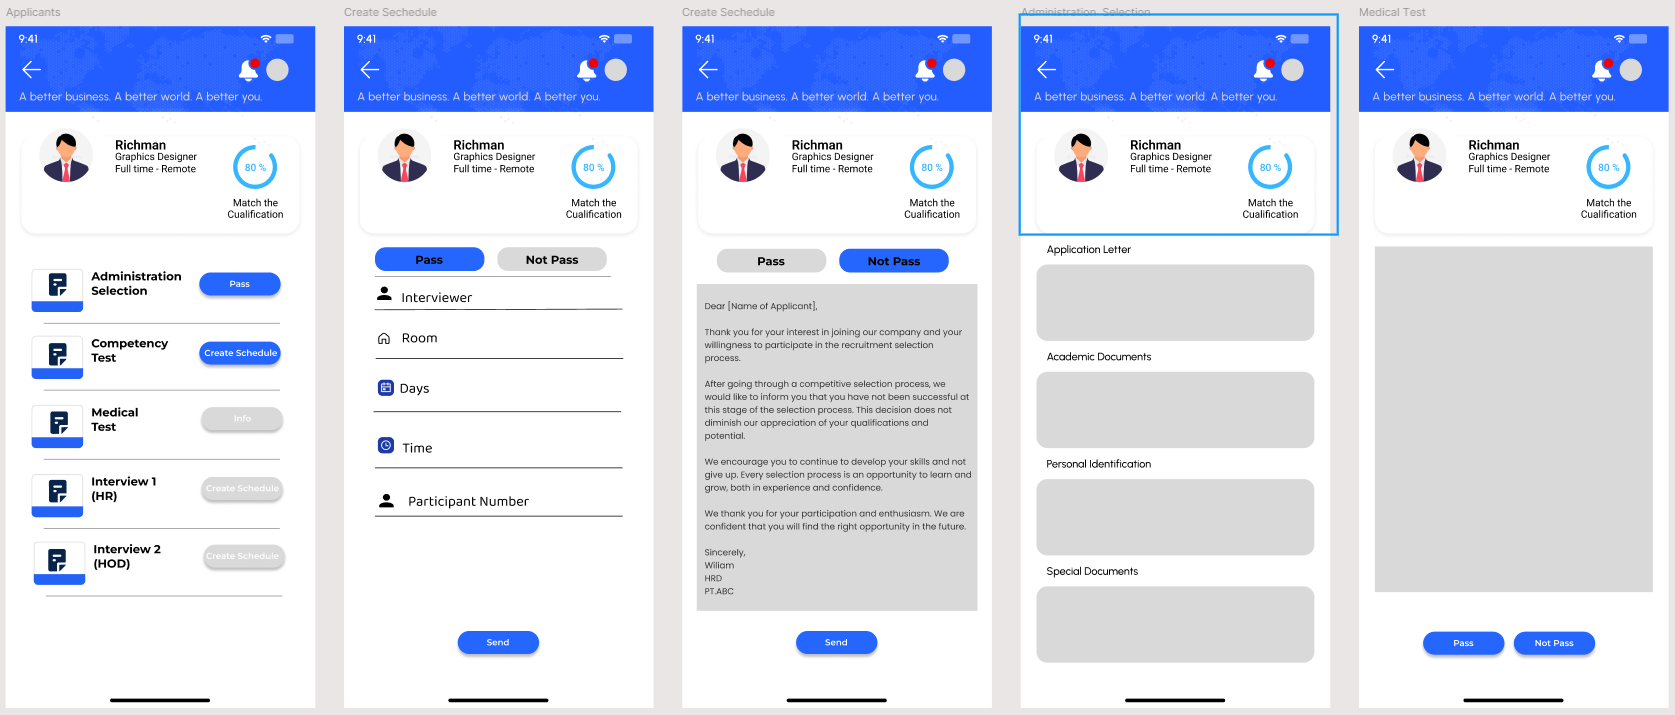 Applicants
9:41
A better business. A better world. A better you.
Richman
Graphics Designer
Full time - Remote
80 %
Match the
Cualification
Administration
Selection
Pass
Competency
Test
Create Schedule
Medical
Test
Info
Interview 1
(HR)
Create Schedule
Interview 2
(HOD)
Create Schedule
Create Sechedule
9:41
A better business. A better world. A better you.
Richman
Graphics Designer
Full time - Remote
80 %
Match the
Cualification
Pass
Not Pass
Interviewer
Room
Days
Time
Participant Number
Send
Create Sechedule
9:41
A better business. A better world. A better you.
Richman
Graphics Designer
Full time - Remote
80 %
Match the
Cualification
Pass
Not Pass
Dear [Name of Applicant],
Thank you for your interest in joining our company and your
willingness to participate in the recruitment selection
process.
After going through a competitive selection process, we
would like to inform you that you have not been successful at
this stage of the selection process. This decision does not
diminish our appreciation of your qualifications and
potential.
We encourage you to continue to develop your skills and not
give up. Every selection process is an opportunity to learn and
grow, both in experience and confidence.
We thank you for your participation and enthusiasm. We are
confident that you will find the right opportunity in the future.
Sincerely,
Wiliam
HRD
PT.ABC
Send
Administration Selection
9:41
A better business. A better world. A better you.
Richman
Graphics Designer
Full time - Remote
80 %
Match the
Cualification
Application Letter
Academic Documents
Personal Identification
Special Documents
Medical Test
9:41
A better business. A better world. A better you.
Richman
Graphics Designer
Full time - Remote
80 %
Match the
Cualification
Pass
Not Pass